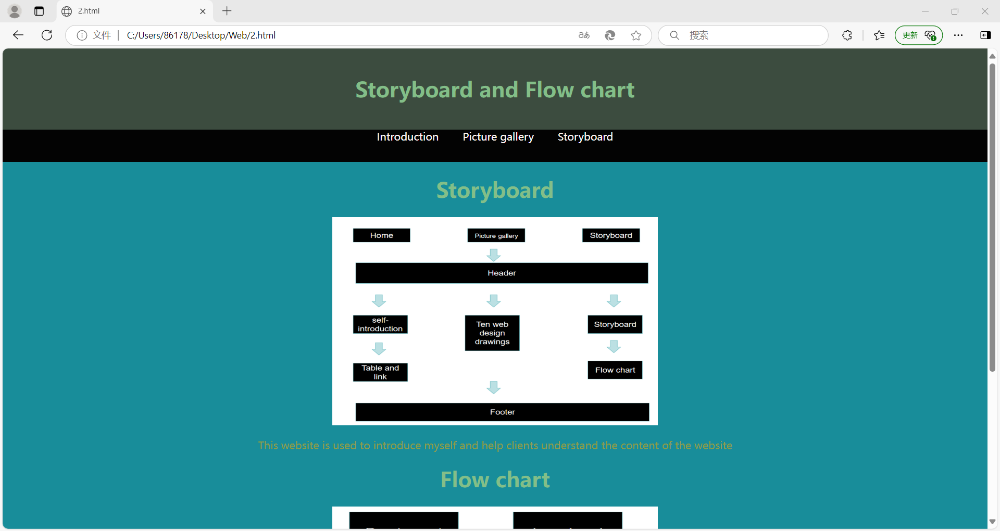 2.html
文件
C:/Users/86178/Desktop/Web/2.html
aあ
搜索
更新
Storyboard and Flow chart
Introduction
Picture gallery
Storyboard
Storyboard
Home
Picture gallery
Storyboard
Header
self-
introduction
Ten web
design
drawings
Storyboard
Table and
link
Flow chart
Footer
This website is used to introduce myself and help clients understand the content of the website
Flow chart